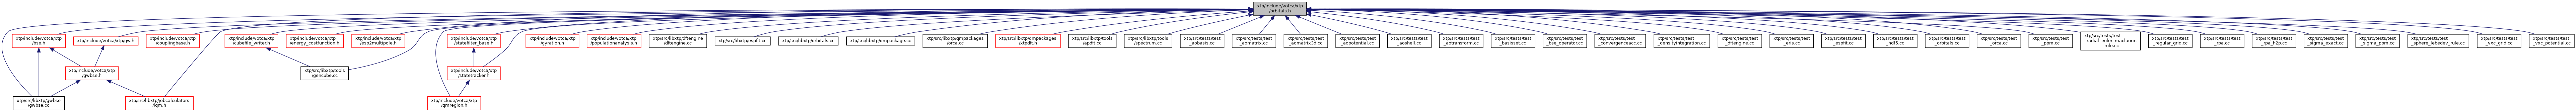 xtp/include/votca/xtp
/orbitals.h
xtp/include/votca/xtp
/bse.h
xtp/include/votca/xtp/gw.h
xtp/include/votca/xtp
/couplingbase.h
xtp/include/votca/xtp
/cubefile_writer.h
xtp/include/votca/xtp
/energy_costfunction.h
xtp/include/votca/xtp
/esp2multipole.h
xtp/include/votca/xtp
/statefilter_base.h
xtp/include/votca/xtp
/gyration.h
xtp/include/votca/xtp
/populationanalysis.h
xtp/src/libxtp/dftengine
/dftengine.cc
xtp/src/libxtp/espfit.cc
xtp/src/libxtp/orbitals.cc
xtp/src/libxtp/qmpackage.cc
xtp/src/libxtp/qmpackages
/orca.cc
xtp/src/libxtp/qmpackages
/xtpdft.h
xtp/src/libxtp/tools
/apdft.cc
xtp/src/libxtp/tools
/spectrum.cc
xtp/src/tests/test
_aobasis.cc
xtp/src/tests/test
_aomatrix.cc
xtp/src/tests/test
_aomatrix3d.cc
xtp/src/tests/test
_aopotential.cc
xtp/src/tests/test
_aoshell.cc
xtp/src/tests/test
_aotransform.cc
xtp/src/tests/test
_basisset.cc
xtp/src/tests/test
_bse_operator.cc
xtp/src/tests/test
_convergenceacc.cc
xtp/src/tests/test
_densityintegration.cc
xtp/src/tests/test
_dftengine.cc
xtp/src/tests/test
_eris.cc
xtp/src/tests/test
_espfit.cc
xtp/src/tests/test
_hdf5.cc
xtp/src/tests/test
_orbitals.cc
xtp/src/tests/test
_orca.cc
xtp/src/tests/test
_ppm.cc
xtp/src/tests/test
_radial_euler_maclaurin
_rule.cc
xtp/src/tests/test
_regular_grid.cc
xtp/src/tests/test
_rpa.cc
xtp/src/tests/test
_rpa_h2p.cc
xtp/src/tests/test
_sigma_exact.cc
xtp/src/tests/test
_sigma_ppm.cc
xtp/src/tests/test
_sphere_lebedev_rule.cc
xtp/src/tests/test
_vxc_grid.cc
xtp/src/tests/test
_vxc_potential.cc
xtp/include/votca/xtp
/gwbse.h
xtp/src/libxtp/tools
/gencube.cc
xtp/include/votca/xtp
/statetracker.h
xtp/src/libxtp/gwbse
/gwbse.cc
xtp/src/libxtp/jobcalculators
/iqm.h
xtp/include/votca/xtp
/qmregion.h